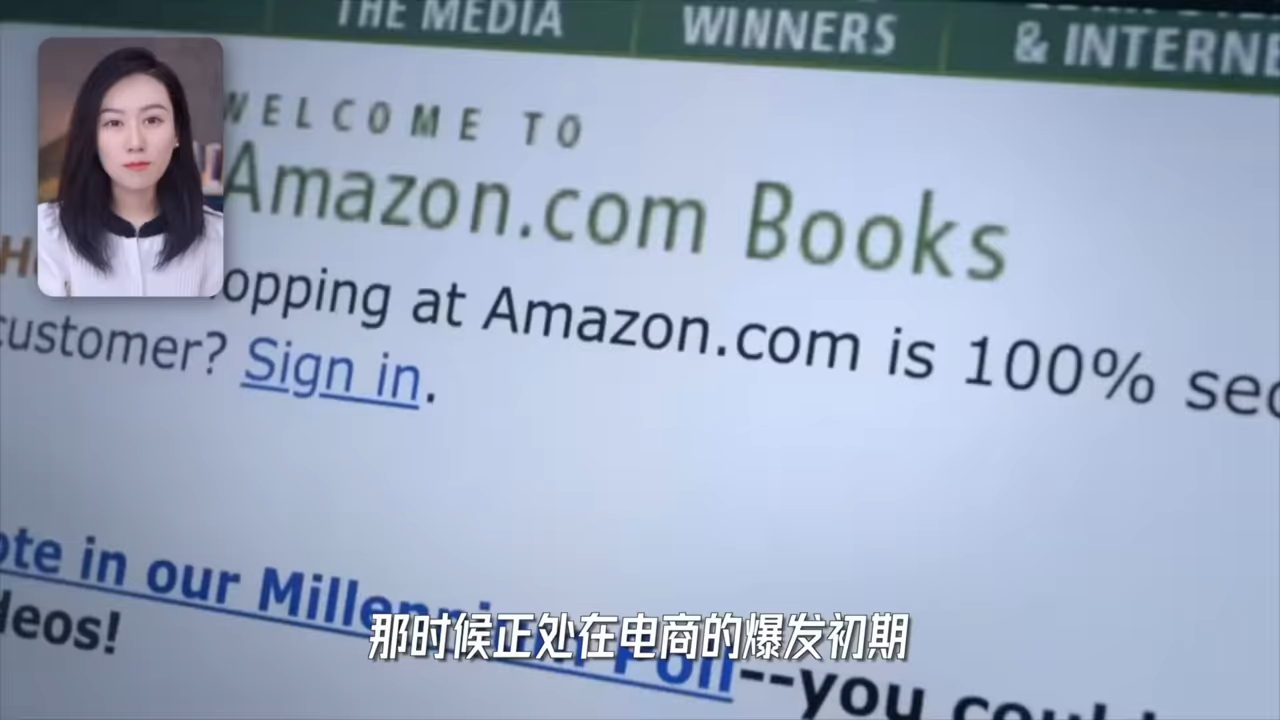 THE MEDIA
WINNERS
& INTERNE
WELCOME TO
Amazon.com Books
opping at Amazon.com is 100% sec
customer? Sign in.
ote in our Millennium Poll--you could
deos!
那时候正处在电商的爆发初期